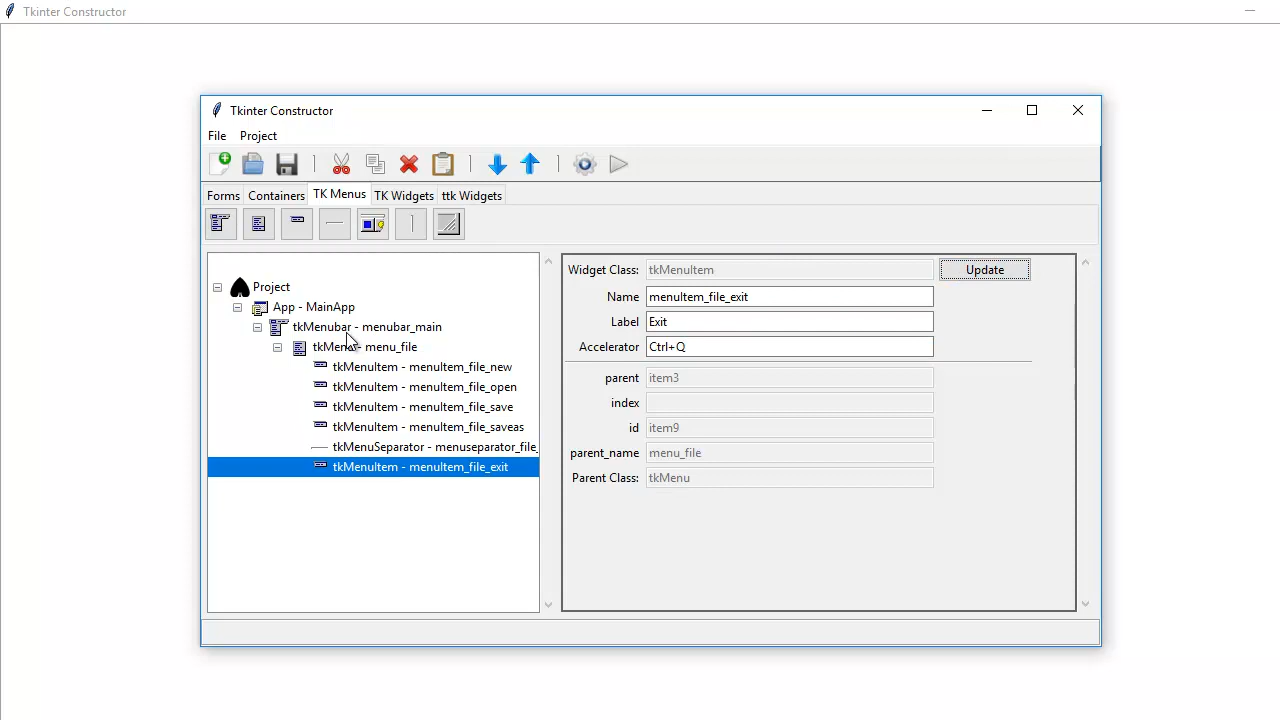 Tkinter Constructor
Tkinter Constructor
File Project
Forms Containers TK Menus TK Widgets ttk Widgets
Project
App - MainApp
tkMenubar - menubar_main
tkMenu - menu_file
tkMenuItem - menuItem_file_new
tkMenuItem - menuItem_file_open
tkMenuItem - menuItem_file_save
tkMenuItem - menuItem_file_saveas
tkMenuSeparator - menuseparator_file_
tkMenuItem - menuItem_file_exit
Widget Class: tkMenuItem Update
Name menuItem_file_exit
Label Exit
Accelerator Ctrl+Q
parent item3
index
id item9
parent_name menu_file
Parent Class: tkMenu